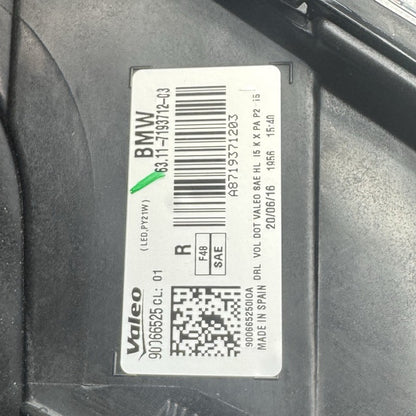 BMW
63.11-7193712-03
(LED,PY21W)
A8719371203
R
F48
SAE
20/06/16 1956 15:40
DRL VOL DOT VALEO SAE HL I5 K X PA P2 I5
Valeo
90066525 CL: 01
90066525001OA
MADE IN SPAIN